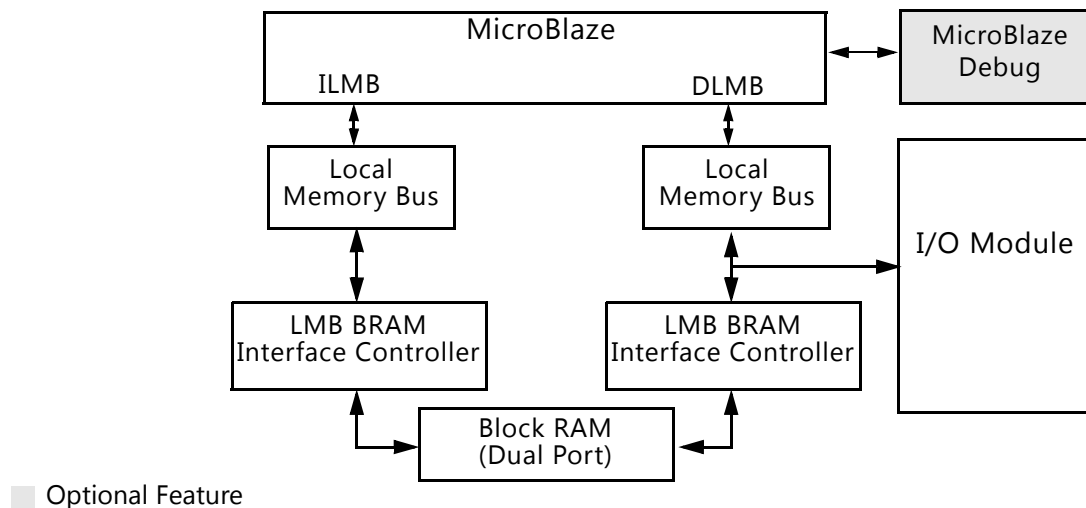 MicroBlaze
ILMB
DLMB
MicroBlaze
Debug
Local
Memory Bus
Local
Memory Bus
I/O Module
LMB BRAM
Interface Controller
LMB BRAM
Interface Controller
Block RAM
(Dual Port)
Optional Feature